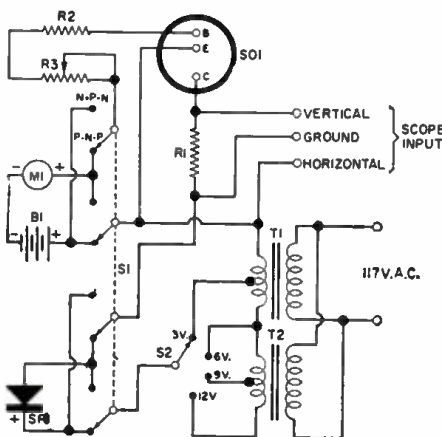 R2
B
E
C
SO1
R3
N-P-N
P-N-P
R1
VERTICAL
GROUND
HORIZONTAL
SCOPE INPUT
- M1 +
- B1 +
S1
T1
117V. A.C.
3V.
S2
T2
6V.
9V.
12V
SR
+